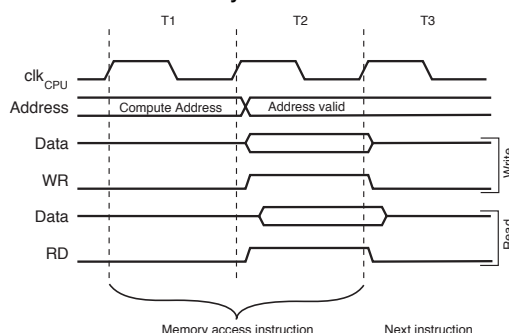 T1 T2 T3
clkCPU
Address Compute Address Address valid
Data
WR
Write
Data
RD
Read
Memory access instruction Next instruction